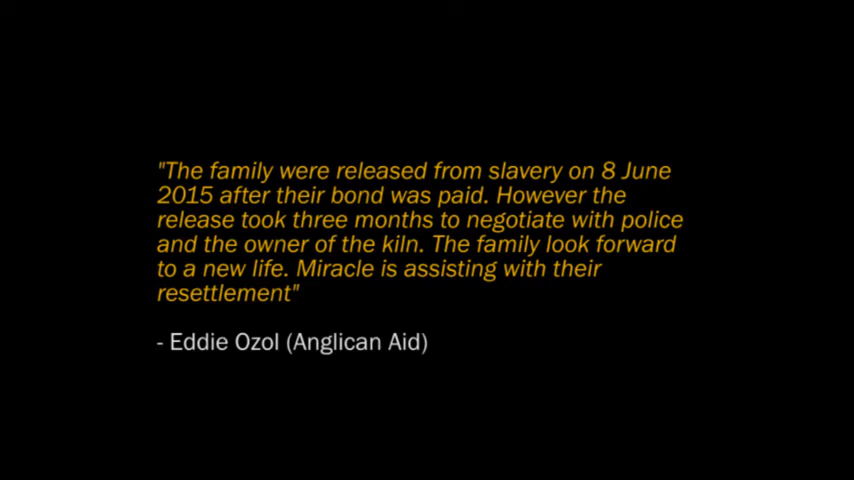 "The family were released from slavery on 8 June
2015 after their bond was paid. However the
release took three months to negotiate with police
and the owner of the kiln. The family look forward
to a new life. Miracle is assisting with their
resettlement"
- Eddie Ozol (Anglican Aid)